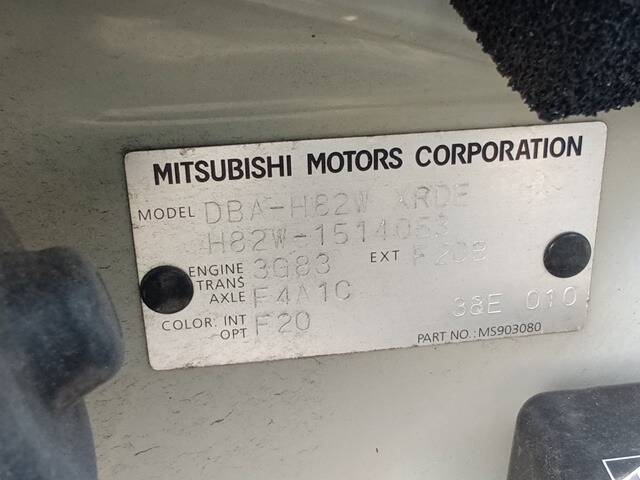 MITSUBISHI MOTORS CORPORATION
MODEL DBA-H82W XRDE
H82W-1514053
ENGINE 3G83 EXT F20B
TRANS
AXLE F4A1C
COLOR: INT F20 38E 010
OPT
PART NO.: MS903080